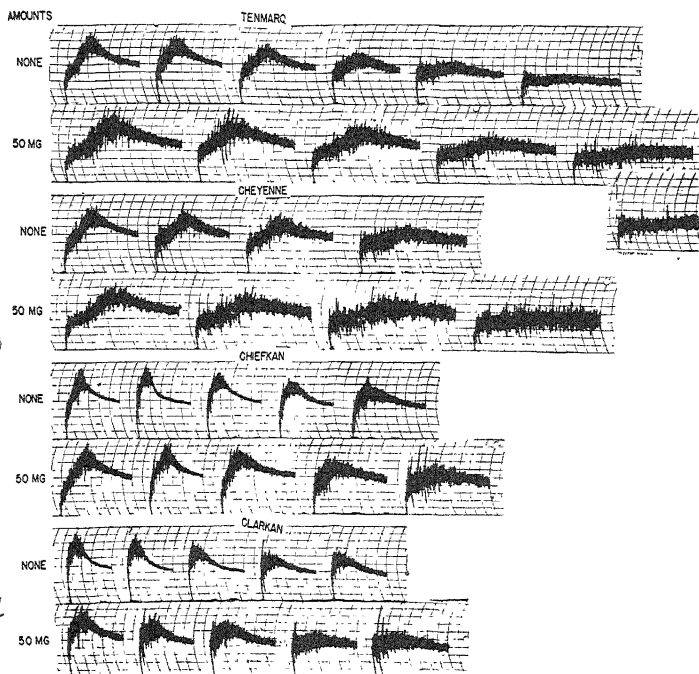 AMOUNTS
TENMARQ
NONE
50 MG
CHEYENNE
NONE
50 MG
CHIEFKAN
NONE
50 MG
CLARKAN
NONE
50 MG